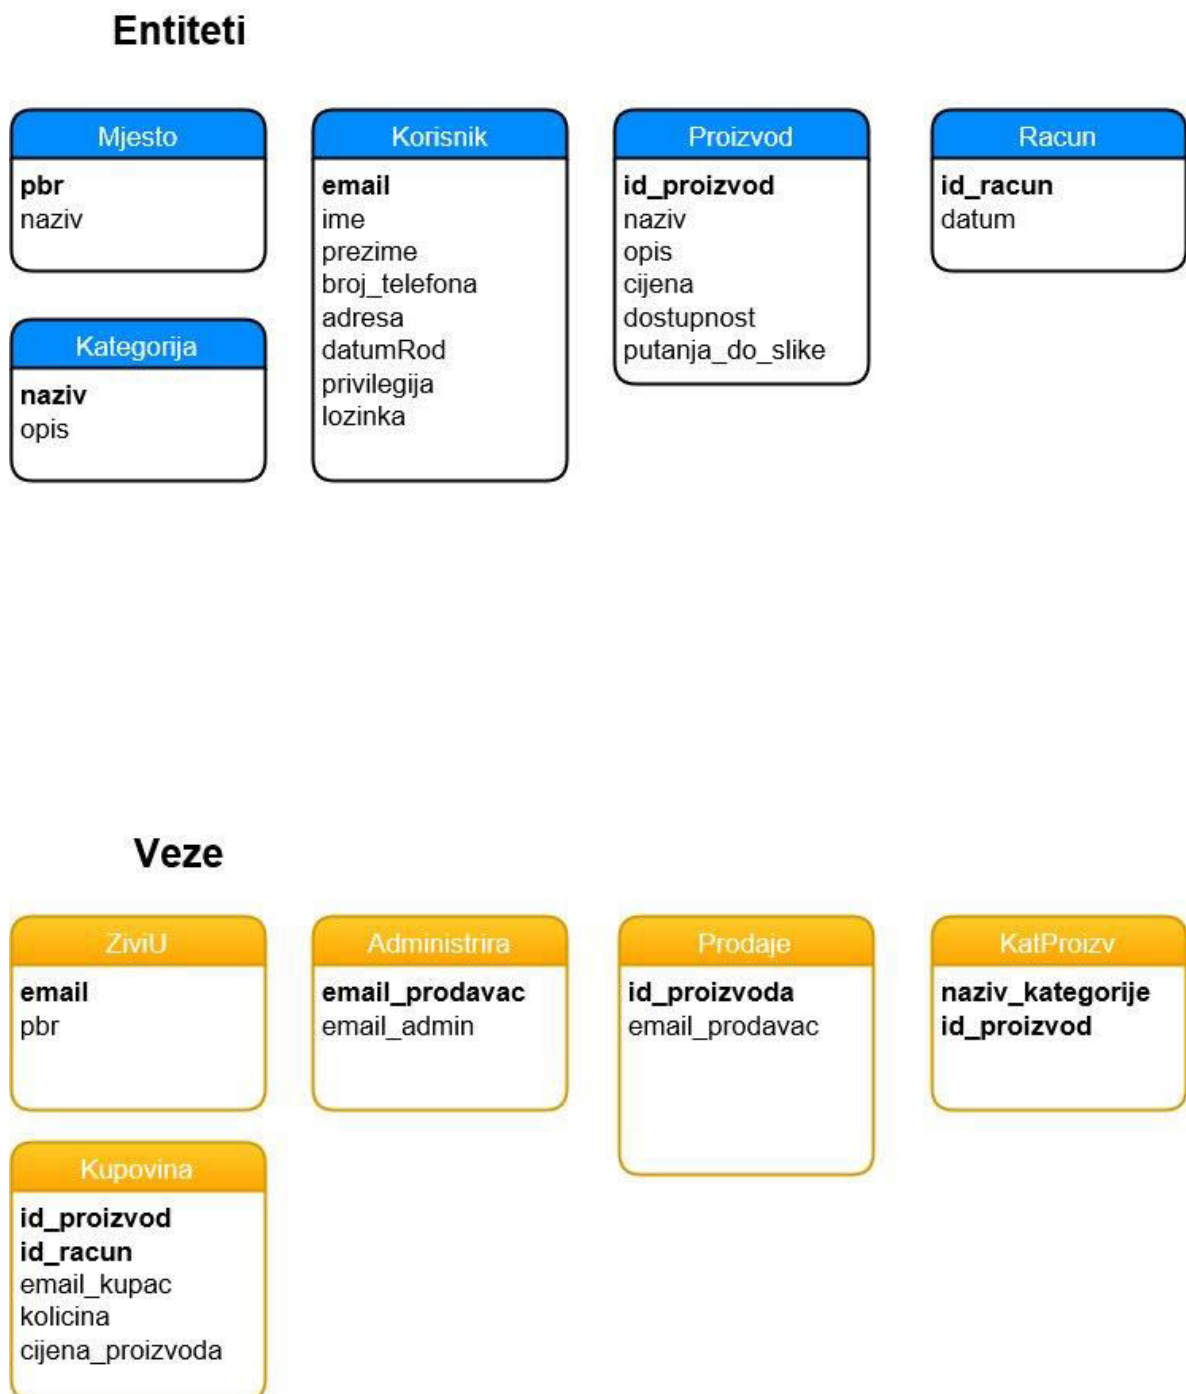 Entiteti
Mjesto
pbr
naziv
Korisnik
email
ime
prezime
broj_telefona
adresa
datumRod
privilegija
lozinka
Proizvod
id_proizvod
naziv
opis
cijena
dostupnost
putanja_do_slike
Racun
id_racun
datum
Kategorija
naziv
opis
Veze
ZiviU
email
pbr
Administrira
email_prodavac
email_admin
Prodaje
id_proizvoda
email_prodavac
KatProizv
naziv_kategorije
id_proizvod
Kupovina
id_proizvod
id_racun
email_kupac
kolicina
cijena_proizvoda